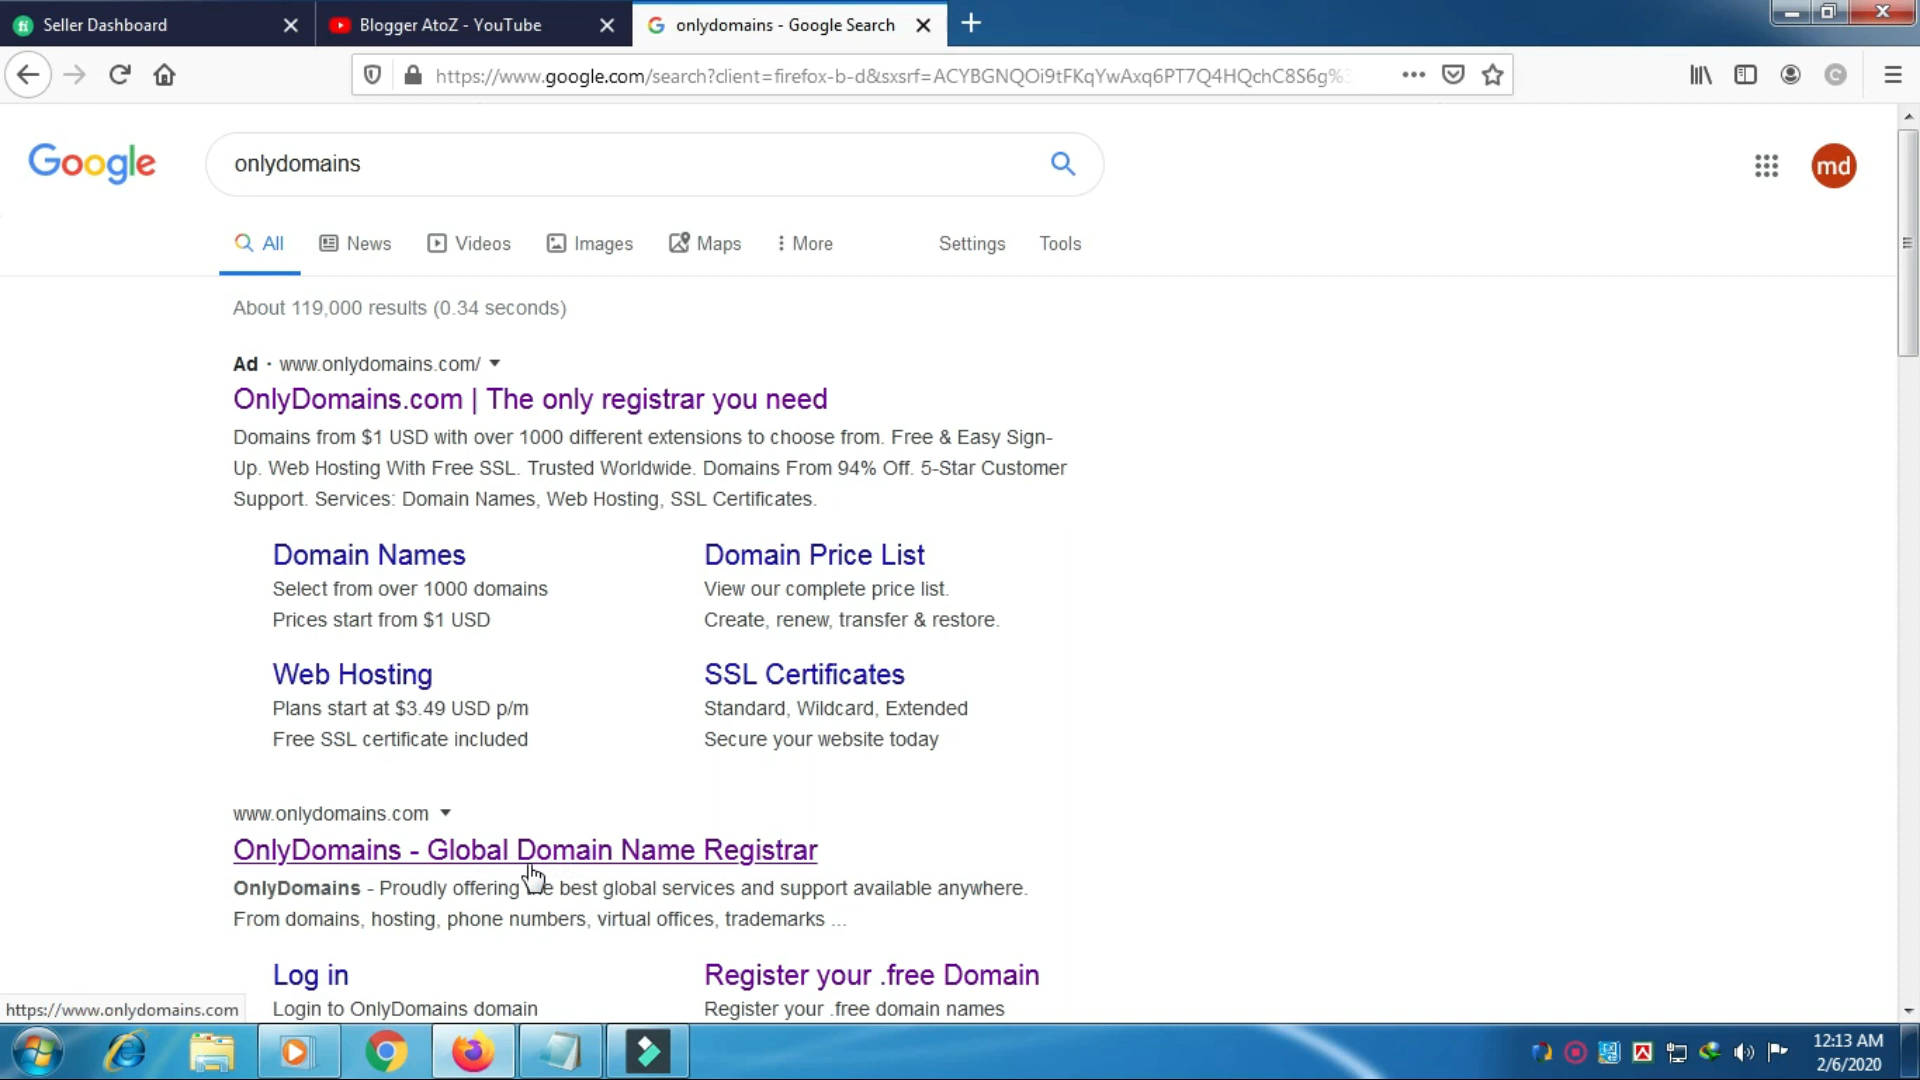 Seller Dashboard
Blogger AtoZ - YouTube
onlydomains - Google Search
https://www.google.com/search?client=firefox-b-d&sxsrf=ACYBGNQOi9tFKqYwAxq6PT7Q4HQchC8S6g%3
Google
onlydomains
md
All
News
Videos
Images
Maps
More
Settings
Tools
About 119,000 results (0.34 seconds)
Ad · www.onlydomains.com/
OnlyDomains.com | The only registrar you need
Domains from $1 USD with over 1000 different extensions to choose from. Free & Easy Sign-
Up. Web Hosting With Free SSL. Trusted Worldwide. Domains From 94% Off. 5-Star Customer
Support. Services: Domain Names, Web Hosting, SSL Certificates.
Domain Names
Select from over 1000 domains
Prices start from $1 USD
Domain Price List
View our complete price list.
Create, renew, transfer & restore.
Web Hosting
Plans start at $3.49 USD p/m
Free SSL certificate included
SSL Certificates
Standard, Wildcard, Extended
Secure your website today
www.onlydomains.com
OnlyDomains - Global Domain Name Registrar
OnlyDomains - Proudly offering the best global services and support available anywhere.
From domains, hosting, phone numbers, virtual offices, trademarks ...
Log in
Login to OnlyDomains domain
Register your .free Domain
Register your .free domain names
https://www.onlydomains.com
12:13 AM
2/6/2020